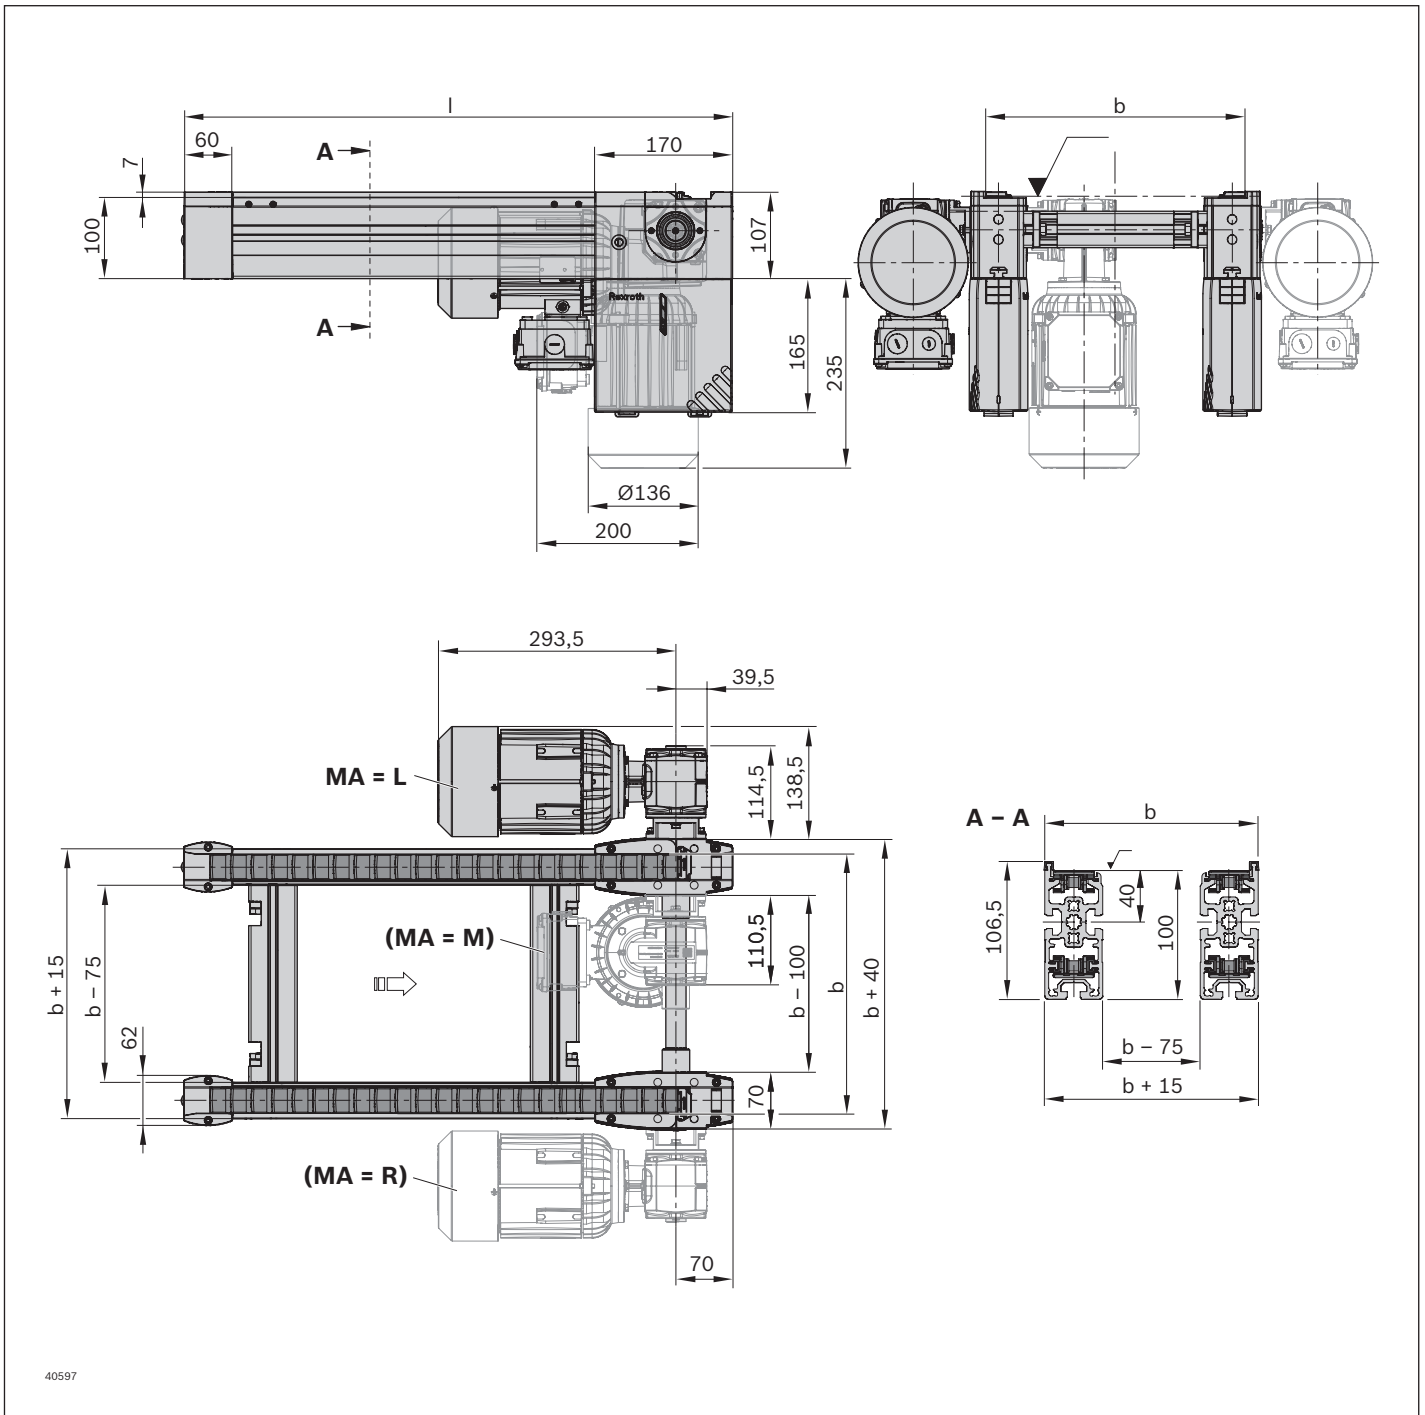 l
b
60
A
170
7
100
107
A
Rexroth
165
235
Ø136
200
293,5
39,5
MA = L
114,5
138,5
A – A
b
(MA = M)
106,5
40
100
b + 15
b – 75
110,5
b – 100
b
b + 40
62
b – 75
b + 15
70
(MA = R)
70
40597